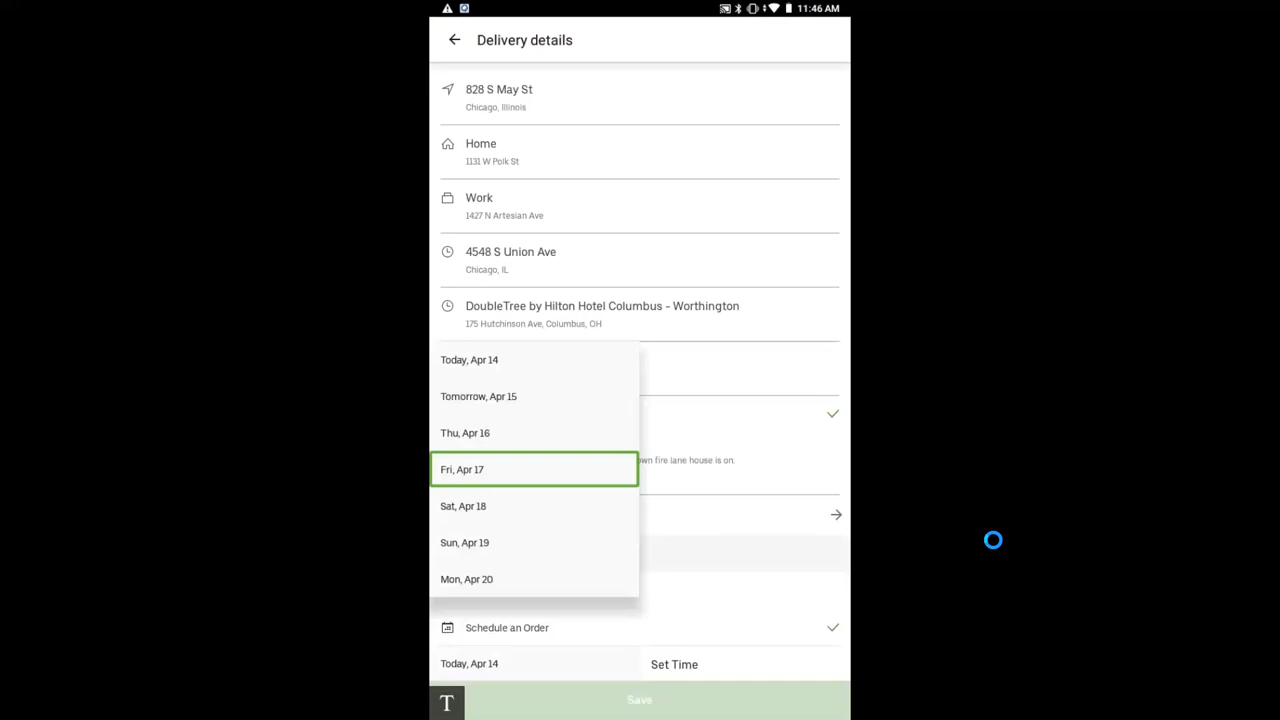 11:46 AM
Delivery details
828 S May St
Chicago, Illinois
Home
1131 W Polk St
Work
1427 N Artesian Ave
4548 S Union Ave
Chicago, IL
DoubleTree by Hilton Hotel Columbus - Worthington
175 Hutchinson Ave, Columbus, OH
Today, Apr 14
Tomorrow, Apr 15
Thu, Apr 16
own fire lane house is on.
Fri, Apr 17
Sat, Apr 18
Sun, Apr 19
Mon, Apr 20
Schedule an Order
Today, Apr 14
Set Time
T
Save